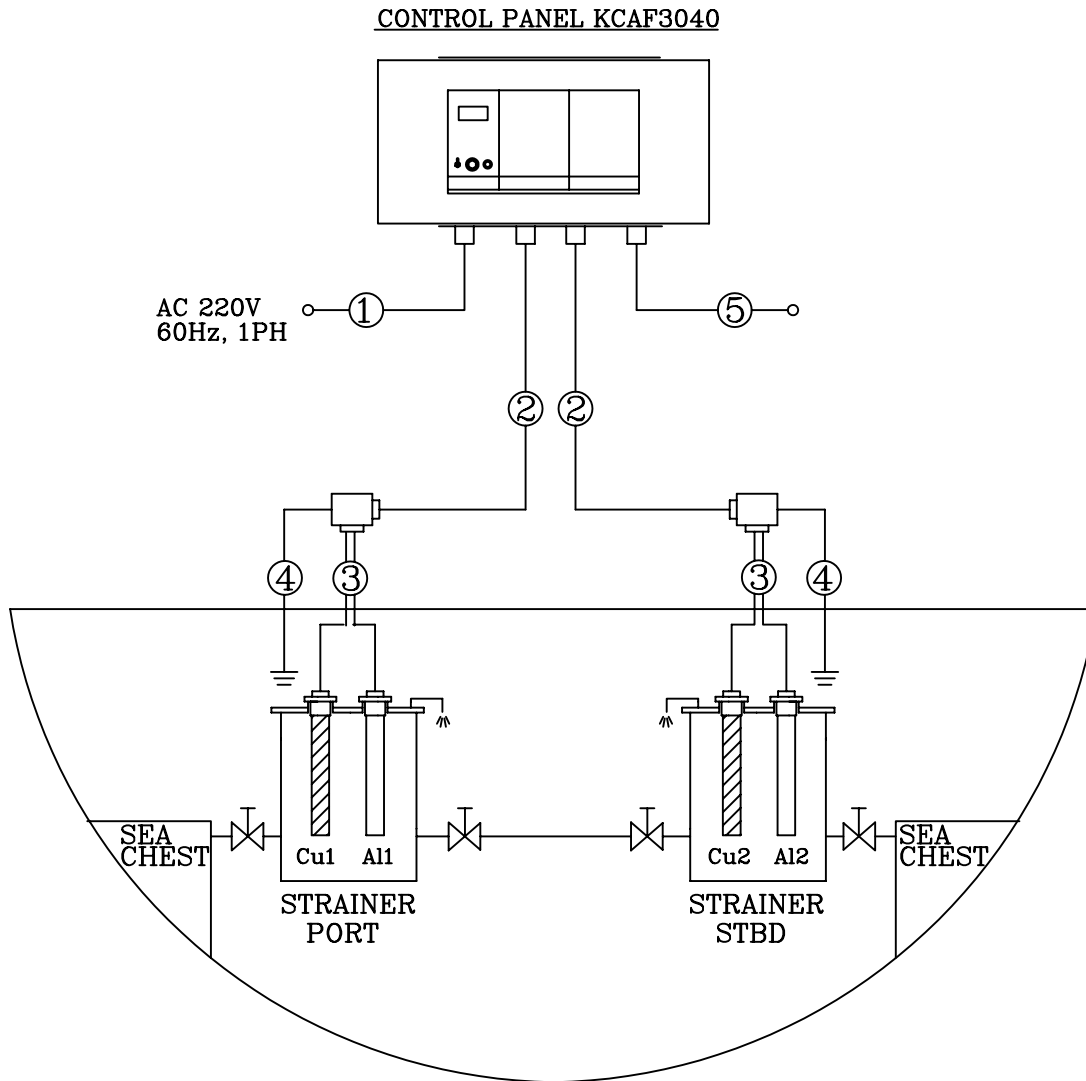 CONTROL PANEL KCAF3040
AC 220V
60Hz, 1PH
1
5
2
2
4
3
3
4
SEA
CHEST
Cu1
Al1
Cu2
Al2
SEA
CHEST
STRAINER
PORT
STRAINER
STBD